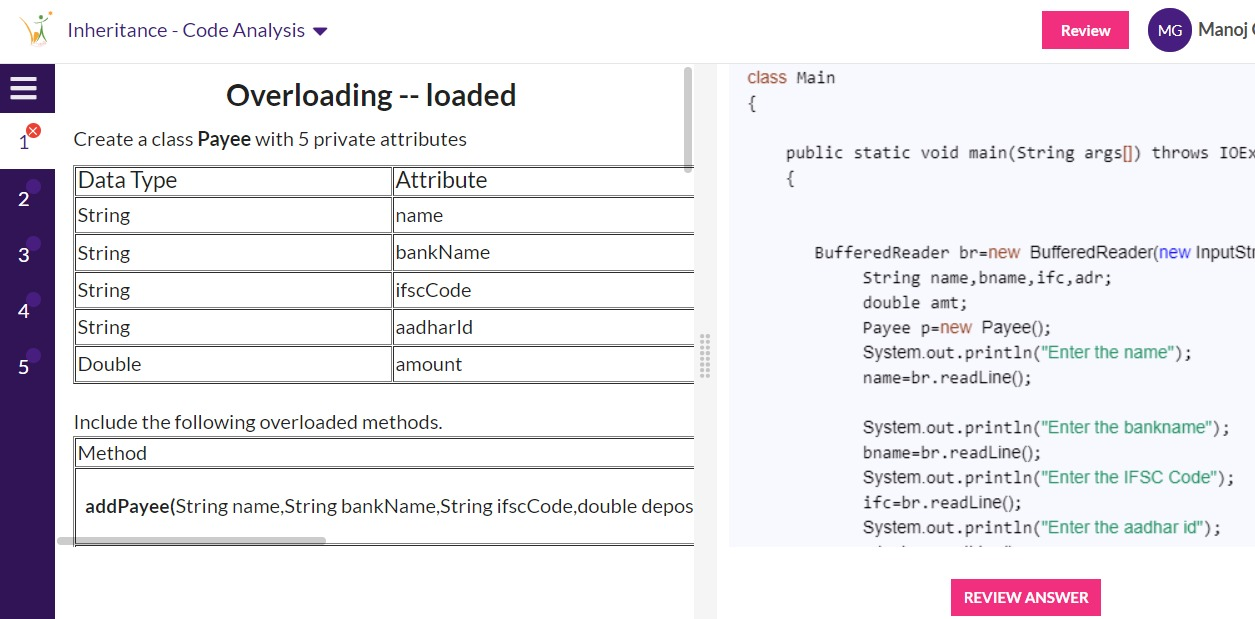 Inheritance - Code Analysis
Review
MG
Manoj
1
2
3
4
5
Overloading -- loaded
Create a class Payee with 5 private attributes
Data Type Attribute
String name
String bankName
String ifscCode
String aadharId
Double amount
Include the following overloaded methods.
Method
addPayee(String name,String bankName,String ifscCode,double depos
class Main
{
public static void main(String args[]) throws IOEx
{
BufferedReader br=new BufferedReader(new InputStr
String name,bname,ifc,adr;
double amt;
Payee p=new Payee();
System.out.println("Enter the name");
name=br.readLine();
System.out.println("Enter the bankname");
bname=br.readLine();
System.out.println("Enter the IFSC Code");
ifc=br.readLine();
System.out.println("Enter the aadhar id");
REVIEW ANSWER